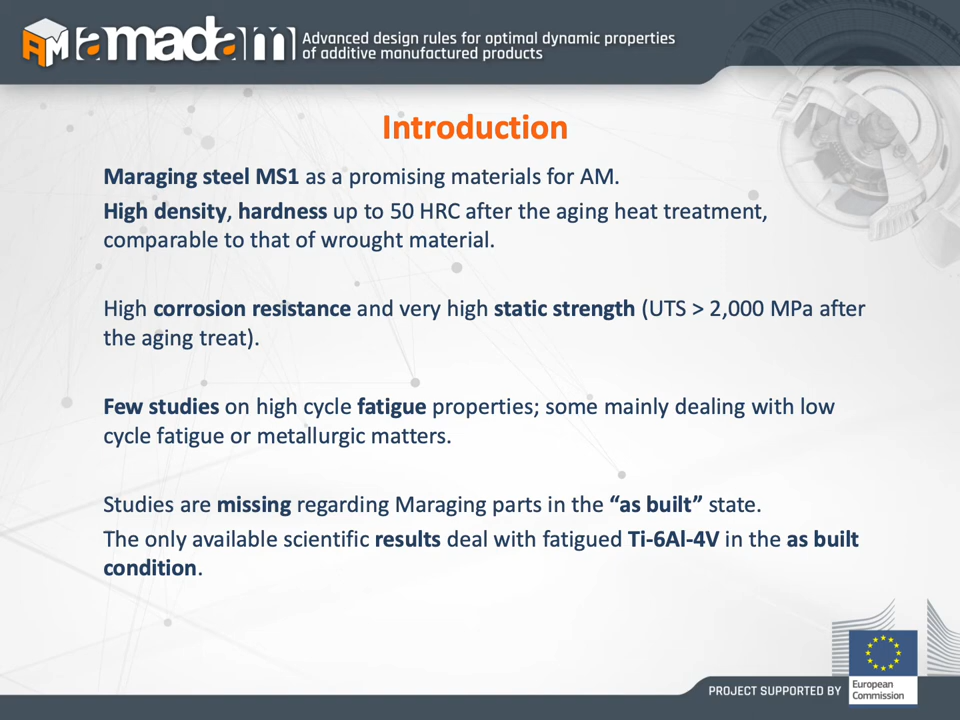 AM
amadam
Advanced design rules for optimal dynamic properties
of additive manufactured products
Introduction
Maraging steel MS1 as a promising materials for AM.
High density, hardness up to 50 HRC after the aging heat treatment,
comparable to that of wrought material.
High corrosion resistance and very high static strength (UTS > 2,000 MPa after
the aging treat).
Few studies on high cycle fatigue properties; some mainly dealing with low
cycle fatigue or metallurgic matters.
Studies are missing regarding Maraging parts in the “as built” state.
The only available scientific results deal with fatigued Ti-6Al-4V in the as built
condition.
PROJECT SUPPORTED BY
European
Commission